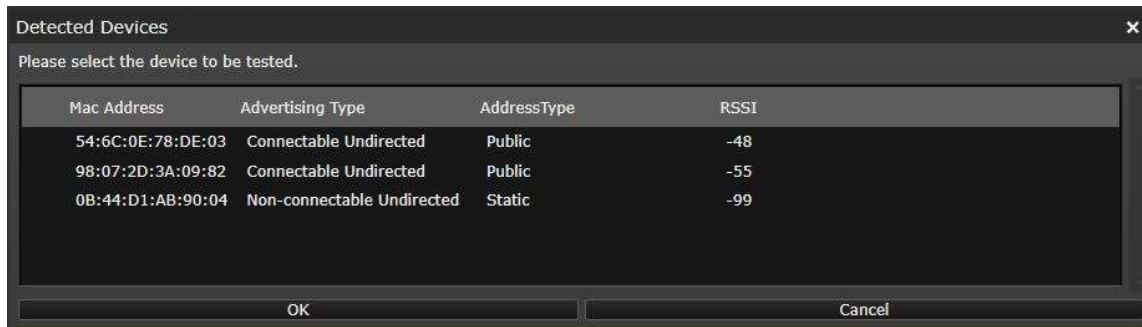 Detected Devices
Please select the device to be tested.
Mac Address Advertising Type AddressType RSSI
54:6C:0E:78:DE:03 Connectable Undirected Public -48
98:07:2D:3A:09:82 Connectable Undirected Public -55
0B:44:D1:AB:90:04 Non-connectable Undirected Static -99
OK Cancel